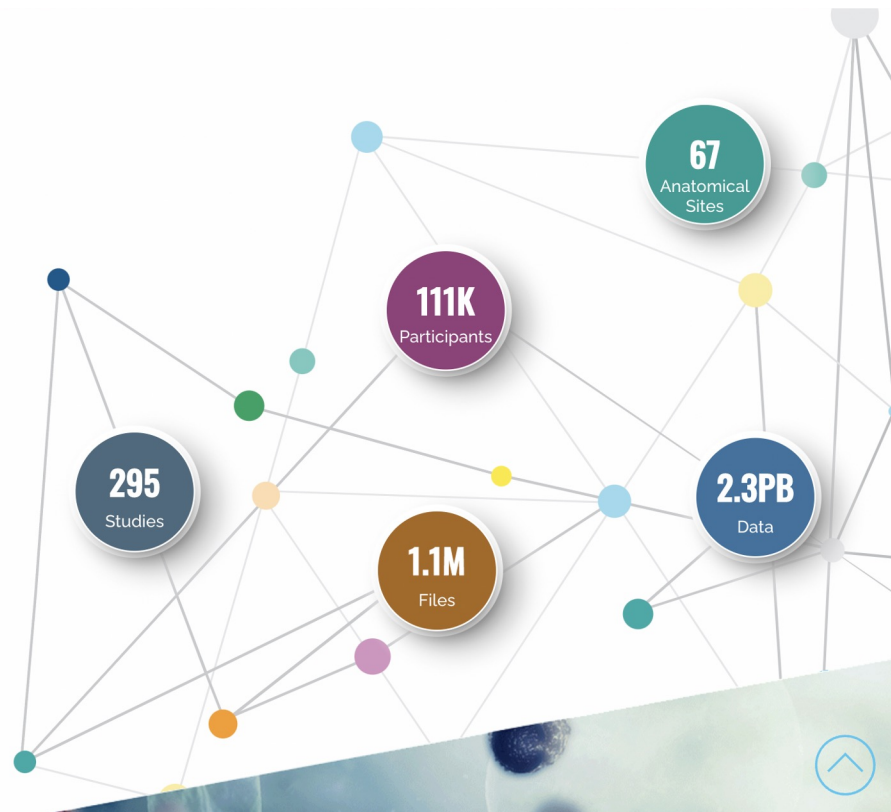 67
Anatomical
Sites
111K
Participants
295
Studies
2.3PB
Data
1.1M
Files